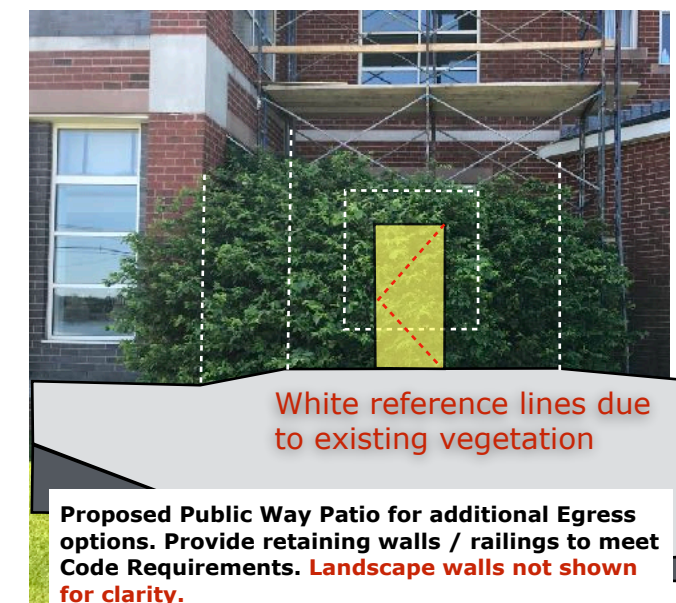 White reference lines due
to existing vegetation
Proposed Public Way Patio for additional Egress
options. Provide retaining walls / railings to meet
Code Requirements. Landscape walls not shown
for clarity.